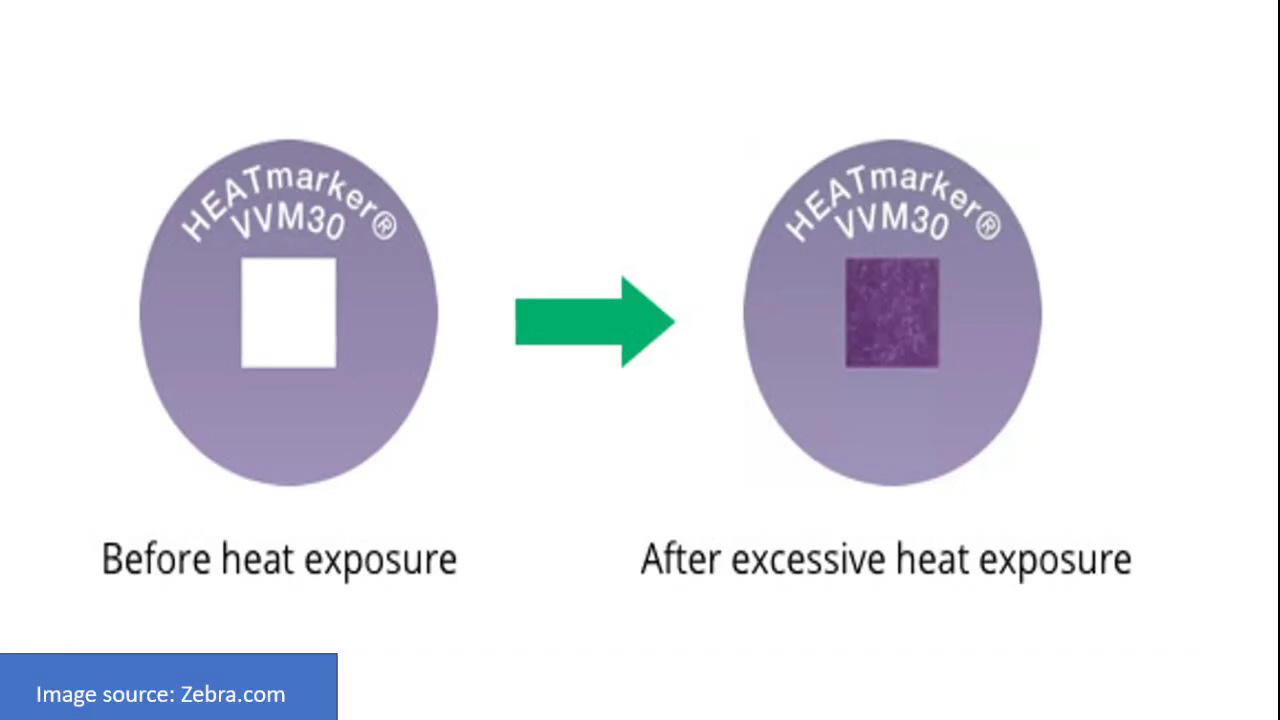 HEATmarker®
VVM30
HEATmarker®
VVM30
Before heat exposure
After excessive heat exposure
Image source: Zebra.com